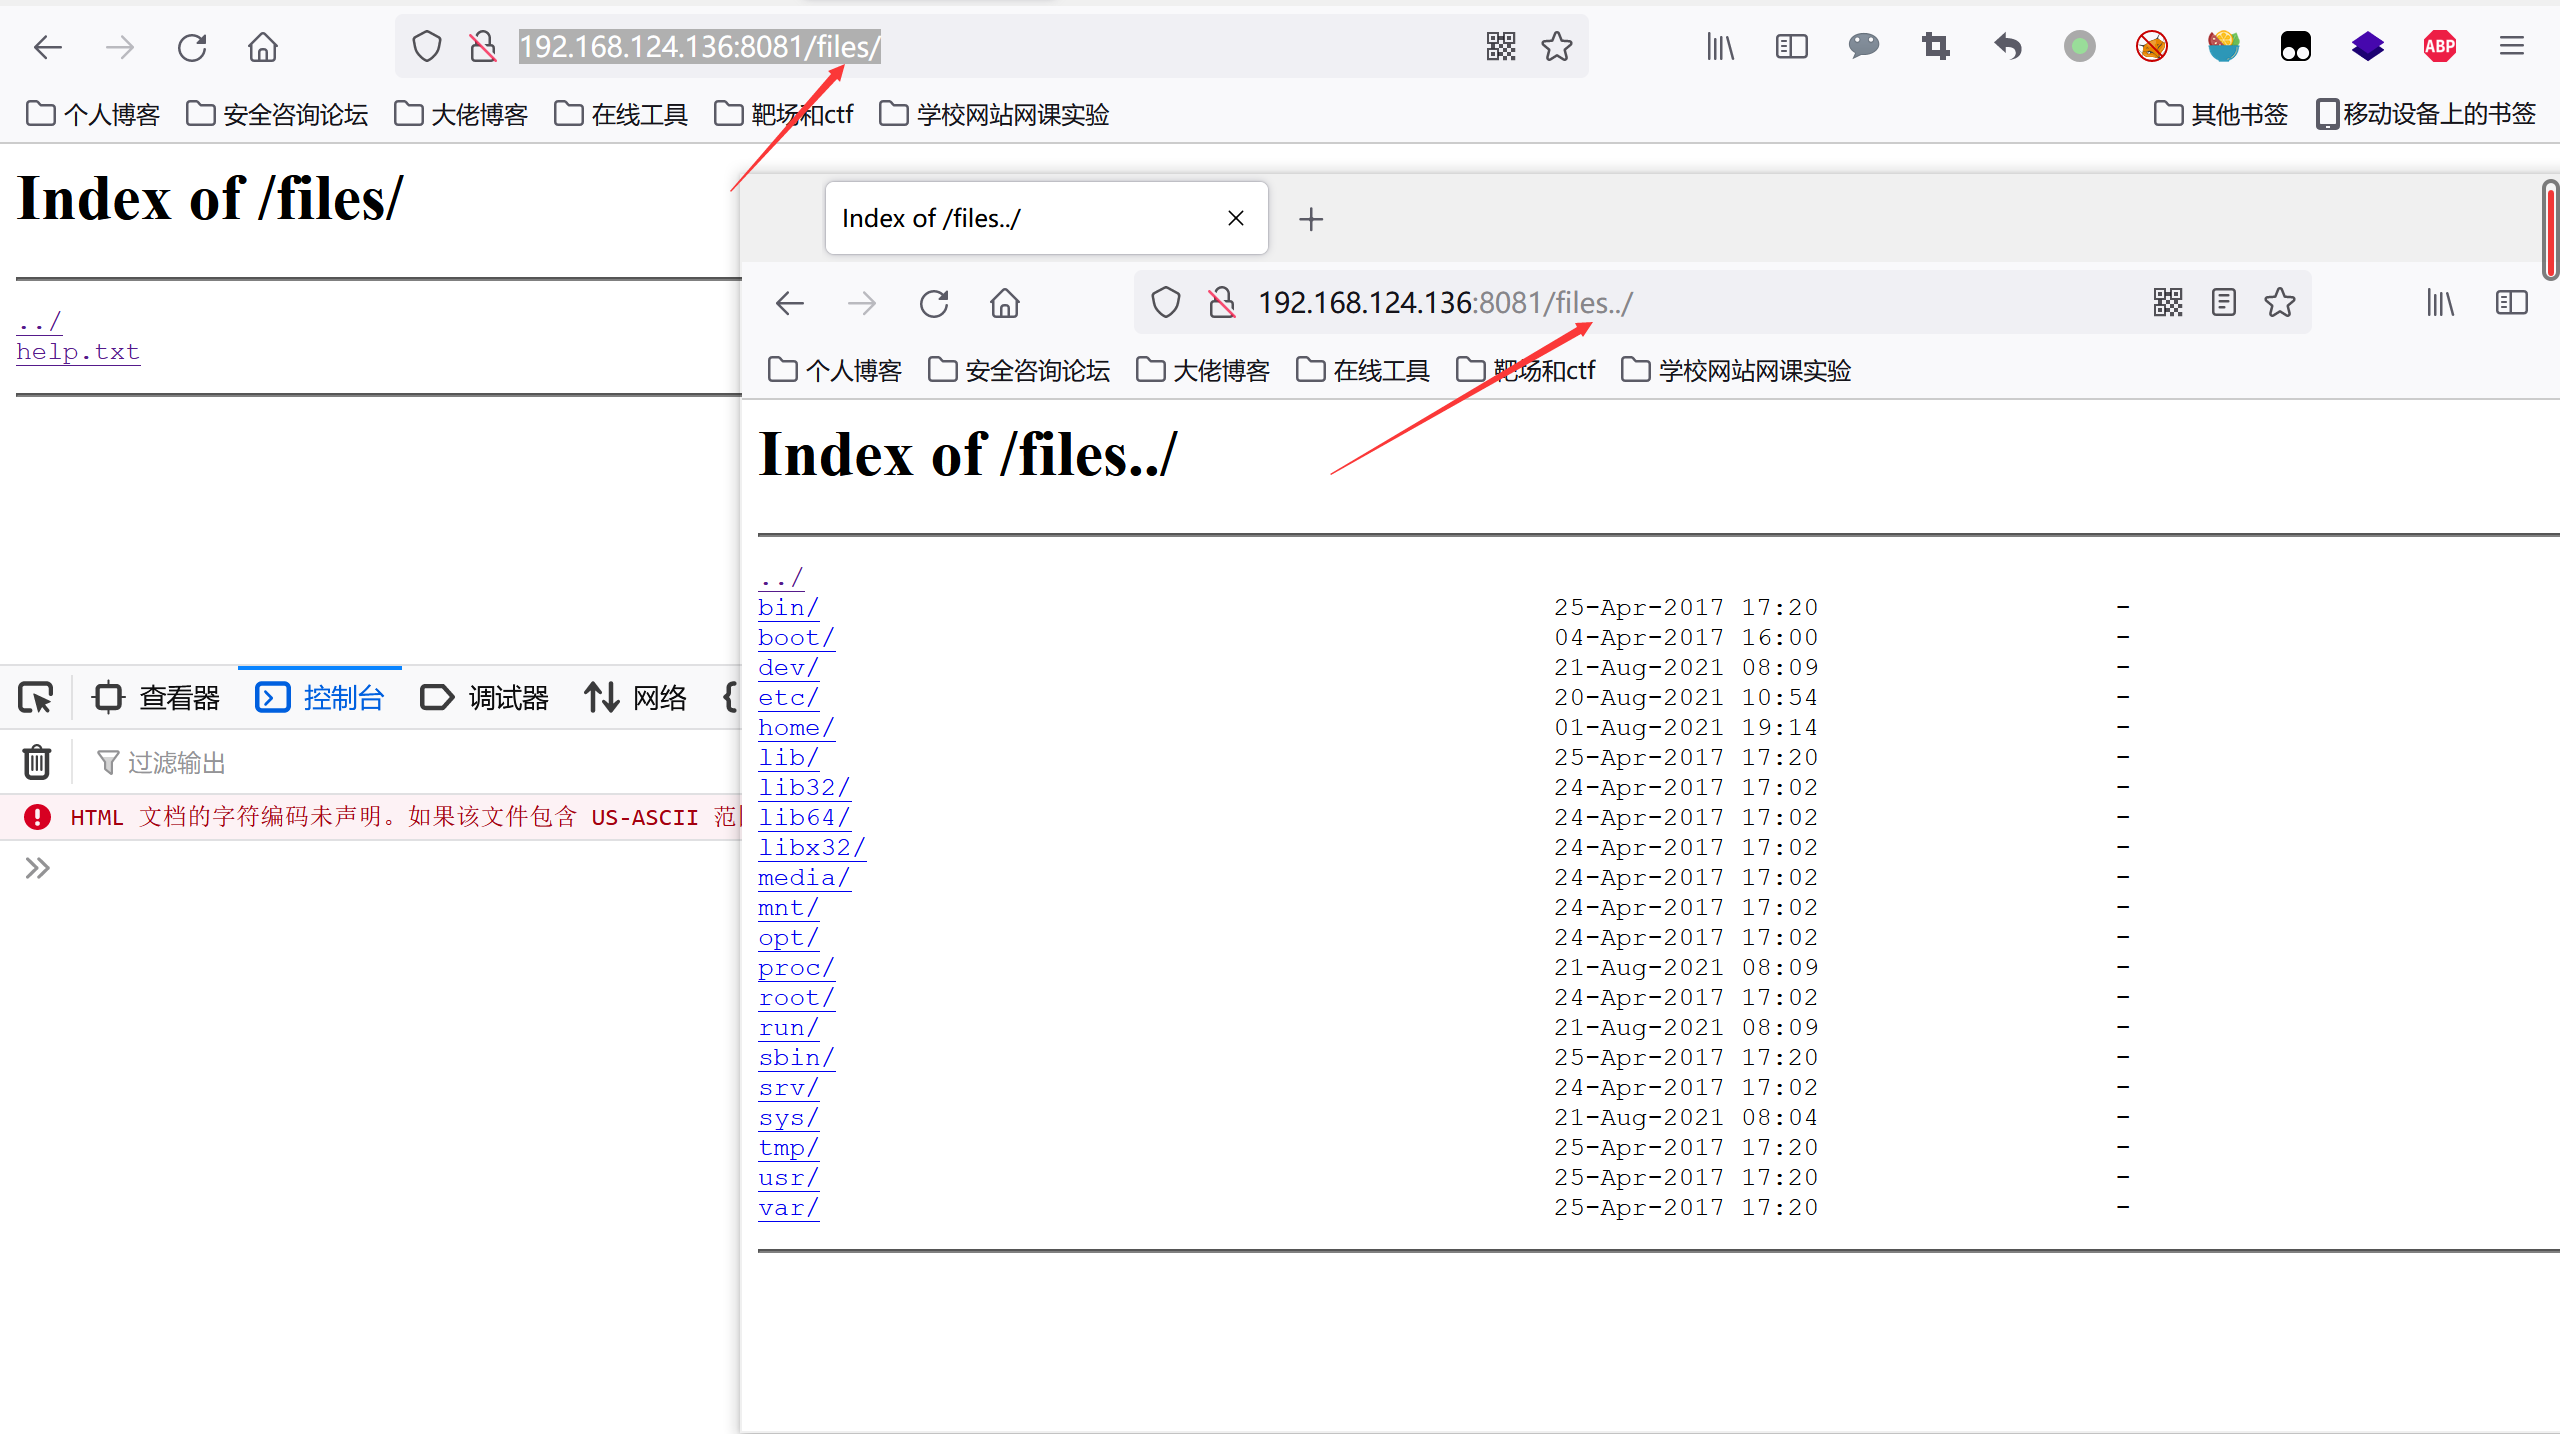 192.168.124.136:8081/files/
ABP
个人博客 安全咨询论坛 大佬博客 在线工具 靶场和ctf 学校网站网课实验 其他书签 移动设备上的书签
Index of /files/
../
help.txt
查看器 控制台 调试器 网络 {
过滤输出
HTML 文档的字符编码未声明。如果该文件包含 US-ASCII 范
Index of /files../
192.168.124.136:8081/files../
个人博客 安全咨询论坛 大佬博客 在线工具 靶场和ctf 学校网站网课实验
Index of /files../
../
bin/ 25-Apr-2017 17:20 -
boot/ 04-Apr-2017 16:00 -
dev/ 21-Aug-2021 08:09 -
etc/ 20-Aug-2021 10:54 -
home/ 01-Aug-2021 19:14 -
lib/ 25-Apr-2017 17:20 -
lib32/ 24-Apr-2017 17:02 -
lib64/ 24-Apr-2017 17:02 -
libx32/ 24-Apr-2017 17:02 -
media/ 24-Apr-2017 17:02 -
mnt/ 24-Apr-2017 17:02 -
opt/ 24-Apr-2017 17:02 -
proc/ 21-Aug-2021 08:09 -
root/ 24-Apr-2017 17:02 -
run/ 21-Aug-2021 08:09 -
sbin/ 25-Apr-2017 17:20 -
srv/ 24-Apr-2017 17:02 -
sys/ 21-Aug-2021 08:04 -
tmp/ 25-Apr-2017 17:20 -
usr/ 25-Apr-2017 17:20 -
var/ 25-Apr-2017 17:20 -